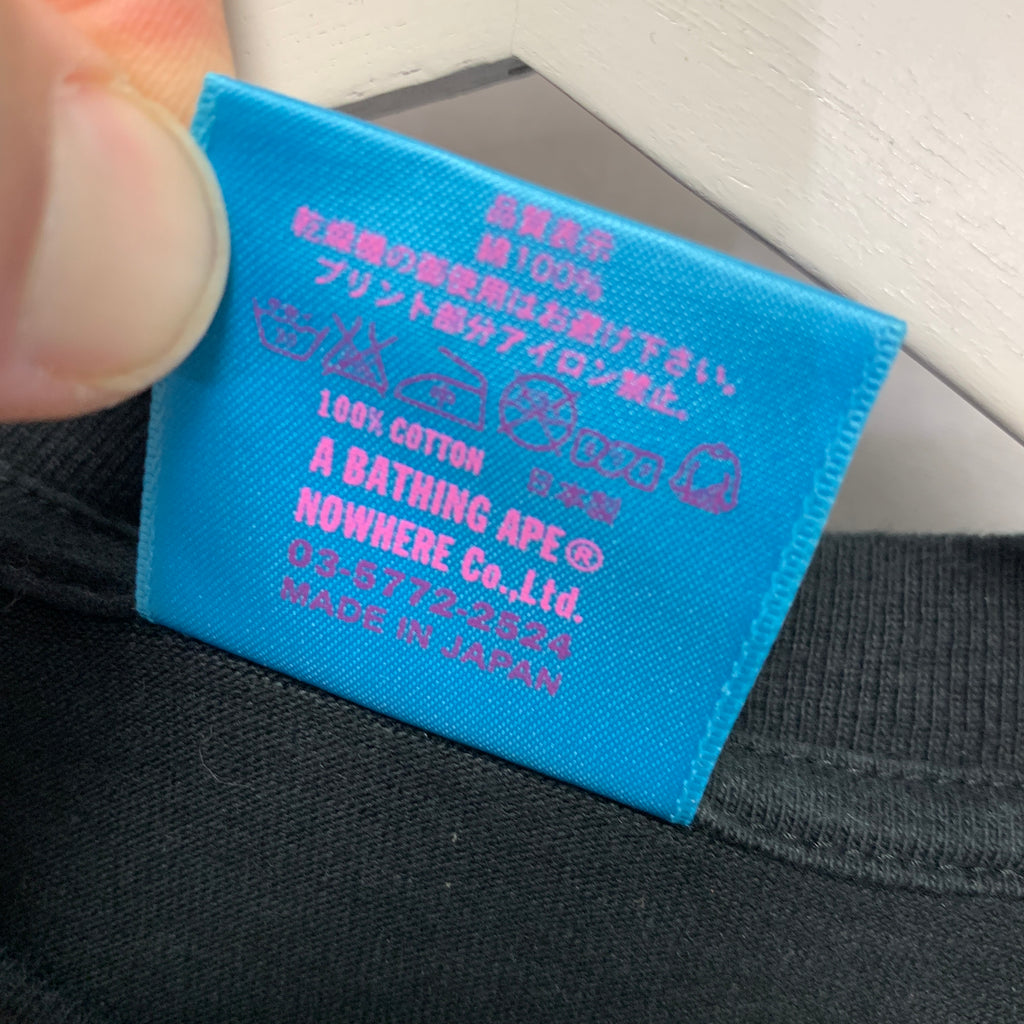 品質表示
綿100%
乾燥機の御使用はお避け下さい。
プリント部分アイロン禁止。
中
100% COTTON
日本製
A BATHING APE®
NOWHERE Co.,Ltd.
03-5772-2524
MADE IN JAPAN